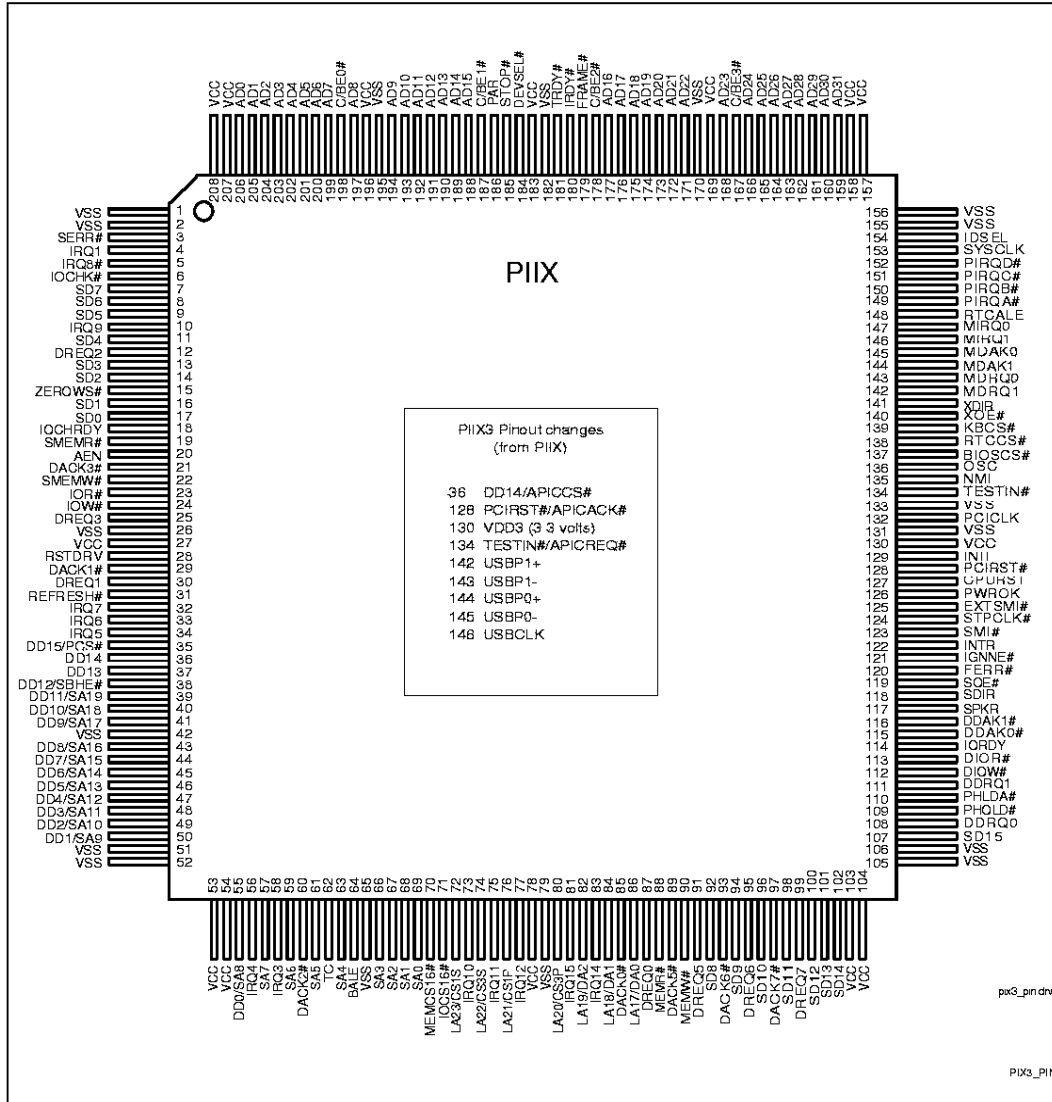 VCC 208
VCC 207
AD0 206
AD1 205
AD2 204
AD3 203
AD4 202
AD5 201
AD6 200
AD7 199
C/BE0# 198
AD8 197
VCC 196
VSS 195
AD9 194
AD10 193
AD11 192
AD12 191
AD13 190
AD14 189
AD15 188
C/BE1# 187
PAR 186
STOP# 185
DEVSEL# 184
VCC 183
VSS 182
TRDY# 181
IRDY# 180
FRAME# 179
C/BE2# 178
AD16 177
AD17 176
AD18 175
AD19 174
AD20 173
AD21 172
AD22 171
VSS 170
VCC 169
AD23 168
C/BE3# 167
AD24 166
AD25 165
AD26 164
AD27 163
AD28 162
AD29 161
AD30 160
AD31 159
VCC 158
VCC 157
VSS 1
VSS 2
SERR# 3
IRQ1 4
IRQ8# 5
IOCHK# 6
SD7 7
SD6 8
SD5 9
IRQ9 10
SD4 11
DREQ2 12
SD3 13
SD2 14
ZEROWS# 15
SD1 16
SD0 17
IOCHRDY 18
SMEMR# 19
AEN 20
DACK3# 21
SMEMW# 22
IOR# 23
IOW# 24
DREQ3 25
VSS 26
VCC 27
RSTDRV 28
DACK1# 29
DREQ1 30
REFRESH# 31
IRQ7 32
IRQ6 33
IRQ5 34
DD15/PCS# 35
DD14 36
DD13 37
DD12/SBHE# 38
DD11/SA19 39
DD10/SA18 40
DD9/SA17 41
VSS 42
DD8/SA16 43
DD7/SA15 44
DD6/SA14 45
DD5/SA13 46
DD4/SA12 47
DD3/SA11 48
DD2/SA10 49
DD1/SA9 50
VSS 51
VSS 52
PIIX
PIIX3 Pinout changes
(from PIIX)
36 DD14/APICCS#
128 PCIRST#/APICACK#
130 VDD3 (3 3 volts)
134 TESTIN#/APICREQ#
142 USBP1+
143 USBP1-
144 USBP0+
145 USBP0-
146 USBCLK
156 VSS
155 VSS
154 IDSEL
153 SYSCLK
152 PIRQD#
151 PIRQC#
150 PIRQB#
149 PIRQA#
148 RTCALE
147 MIRQ0
146 MIRQ1
145 MDAK0
144 MDAK1
143 MDRQ0
142 MDRQ1
141 XDIR
140 XOE#
139 KBCS#
138 RTCCS#
137 BIOSCS#
136 OSC
135 NMI
134 TESTIN#
133 VSS
132 PCICLK
131 VSS
130 VCC
129 INIT
128 PCIRST#
127 CPURST
126 PWROK
125 EXTSMI#
124 STPCLK#
123 SMI#
122 INTR
121 IGNNE#
120 FERR#
119 SOE#
118 SDIR
117 SPKR
116 DDAK1#
115 DDAK0#
114 IORDY
113 DIOR#
112 DIOW#
111 DDRQ1
110 PHLDA#
109 PHOLD#
108 DDRQ0
107 SD15
106 VSS
105 VSS
53 VCC
54 VCC
55 DD0/SA8
56 IRQ4
57 SA7
58 IRQ3
59 SA6
60 DACK2#
61 SA5
62 TC
63 SA4
64 BALE
65 VSS
66 SA3
67 SA2
68 SA1
69 SA0
70 MEMCS16#
71 IOCS16#
72 LA23/CS1S
73 IRQ10
74 LA22/CS3S
75 IRQ11
76 LA21/CS1P
77 IRQ12
78 VCC
79 VSS
80 LA20/CS3P
81 IRQ15
82 LA19/DA2
83 IRQ14
84 LA18/DA1
85 DACK0#
86 LA17/DA0
87 DREQ0
88 MEMR#
89 DACK5#
90 MEMW#
91 DREQ5
92 SD8
93 DACK6#
94 SD9
95 DREQ6
96 SD10
97 DACK7#
98 SD11
99 DREQ7
100 SD12
101 SD13
102 SD14
103 VCC
104 VCC
PIX3_PIN